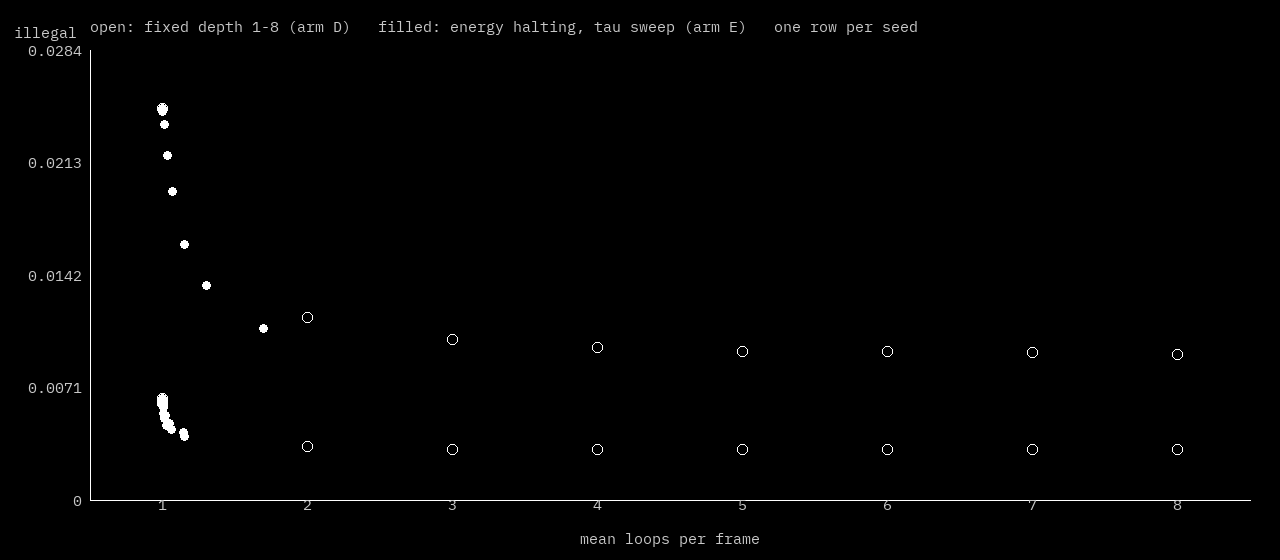 open: fixed depth 1-8 (arm D)   filled: energy halting, tau sweep (arm E)   one row per seed
illegal
0.0284
0.0213
0.0142
0.0071
0
1 2 3 4 5 6 7 8
mean loops per frame